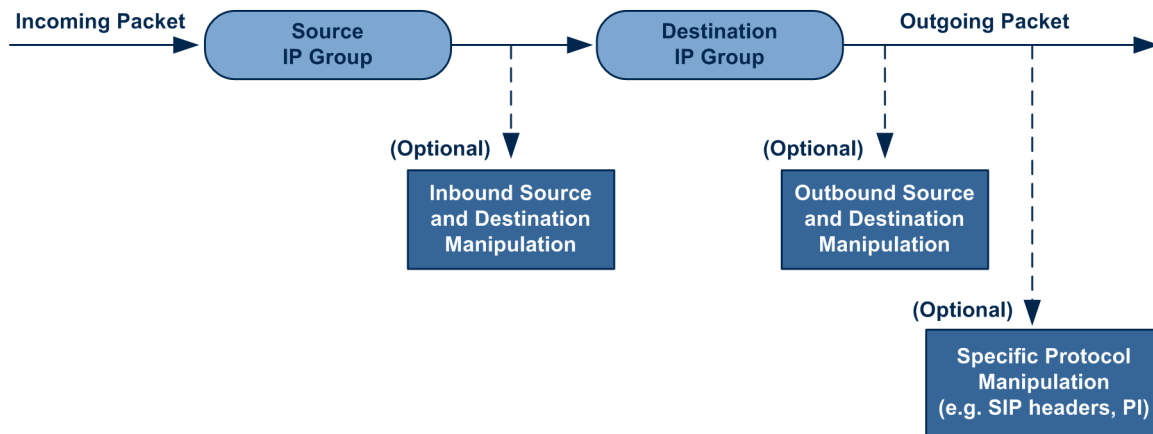 Incoming Packet
Source
IP Group
Destination
IP Group
Outgoing Packet
(Optional)
Inbound Source
and Destination
Manipulation
(Optional)
Outbound Source
and Destination
Manipulation
(Optional)
Specific Protocol
Manipulation
(e.g. SIP headers, PI)